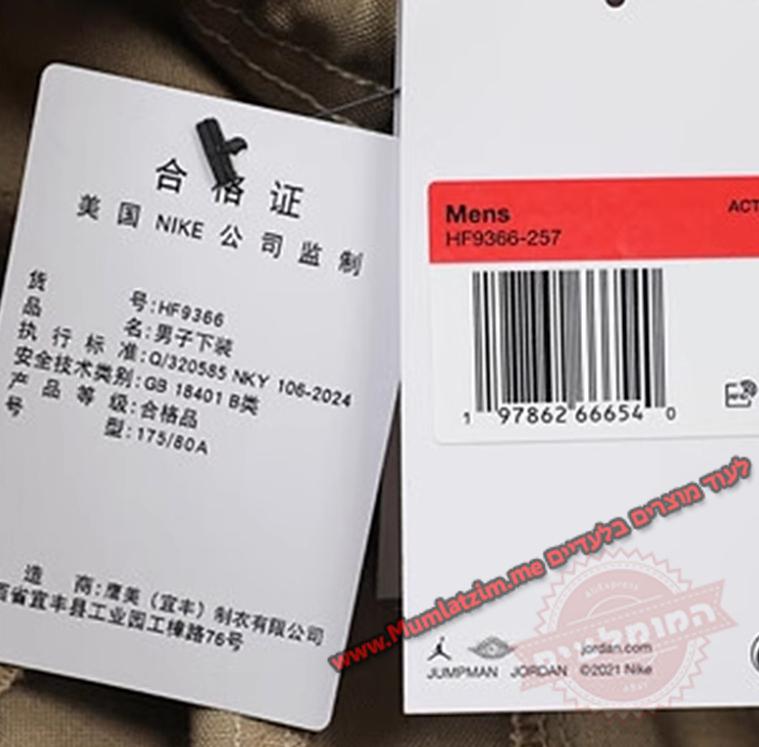 合格证
美国 NIKE 公司监制
货号:HF9366
品名:男子下装
执行标准:Q/320585 NKY 106-2024
安全技术类别:GB 18401 B类
产品等级:合格品
号型:175/80A
造商:鹰美(宜丰)制衣有限公司
西省宜丰县工业园工樟路76号
Mens
ACT
HF9366-257
1 97862 66654 0
לעוד מוצרים בלעדיים www.Mumlatzim.me
AliExpress
המומלצים
JUMPMAN JORDAN
jordan.com
©2021 Nike